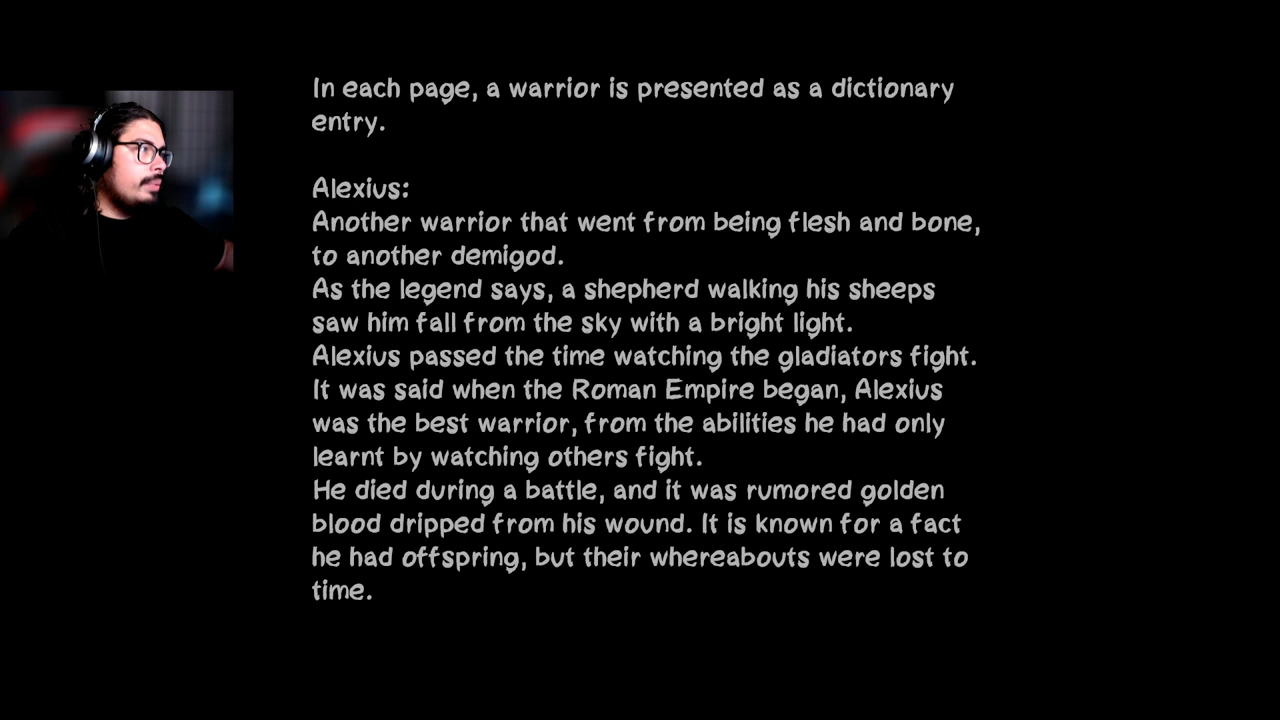 In each page, a warrior is presented as a dictionary
entry.
Alexius:
Another warrior that went from being flesh and bone,
to another demigod.
As the legend says, a shepherd walking his sheeps
saw him fall from the sky with a bright light.
Alexius passed the time watching the gladiators fight.
It was said when the Roman Empire began, Alexius
was the best warrior, from the abilities he had only
learnt by watching others fight.
He died during a battle, and it was rumored golden
blood dripped from his wound. It is known for a fact
he had offspring, but their whereabouts were lost to
time.